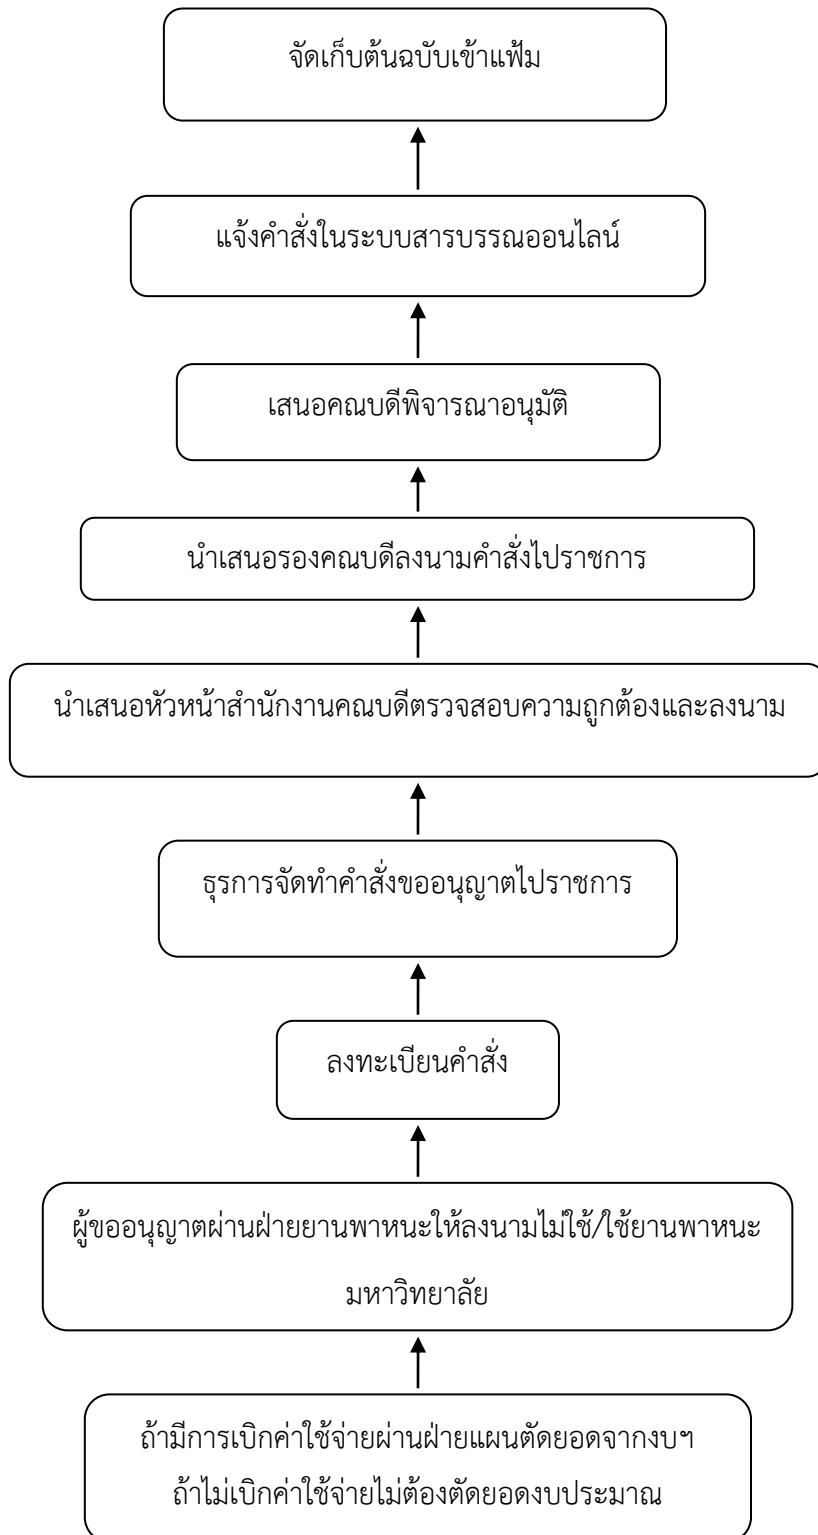 จัดเก็บต้นฉบับเข้าแฟ้ม
แจ้งคำสั่งในระบบสารบรรณออนไลน์
เสนอคณบดีพิจารณาอนุมัติ
นำเสนอรองคณบดีลงนามคำสั่งไปราชการ
นำเสนอหัวหน้าสำนักงานคณบดีตรวจสอบความถูกต้องและลงนาม
ธุรการจัดทำคำสั่งขออนุญาตไปราชการ
ลงทะเบียนคำสั่ง
ผู้ขออนุญาตผ่านฝ่ายยานพาหนะให้ลงนามไม่ใช้/ใช้ยานพาหนะ
มหาวิทยาลัย
ถ้ามีการเบิกค่าใช้จ่ายผ่านฝ่ายแผนตัดยอดจากงบฯ
ถ้าไม่เบิกค่าใช้จ่ายไม่ต้องตัดยอดงบประมาณ